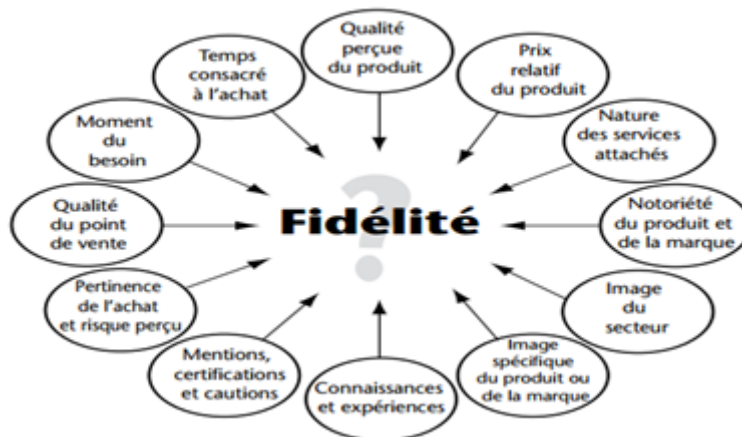 Qualité
perçue
du produit
Prix
relatif
du produit
Nature
des services
attachés
Notoriété
du produit et
de la marque
Image
du
secteur
Image
spécifique
du produit ou
de la marque
Connaissances
et expériences
Mentions,
certifications
et cautions
Pertinence
de l'achat
et risque perçu
Qualité
du point
de vente
Moment
du
besoin
Temps
consacré
à l'achat
?
Fidélité